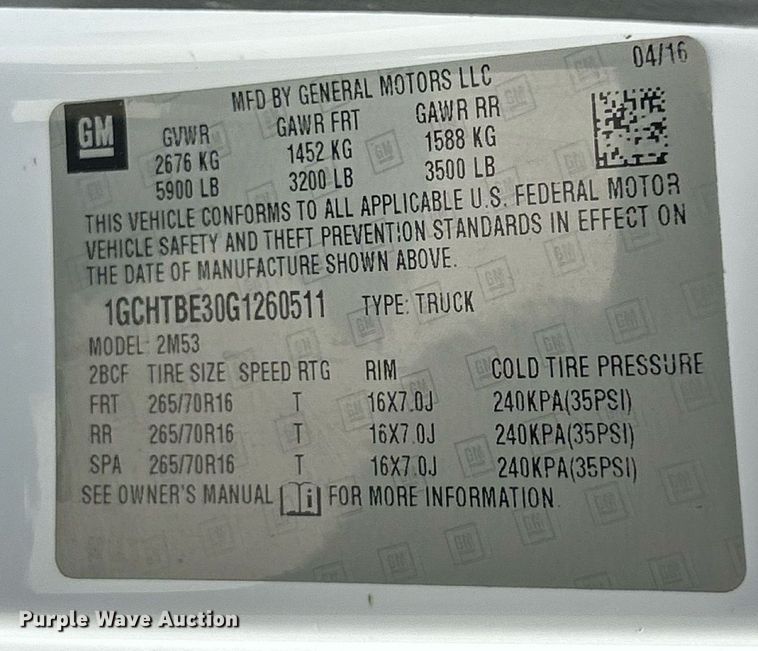 04/16
MFD BY GENERAL MOTORS LLC
GM
GVWR GAWR FRT GAWR RR
2676 KG 1452 KG 1588 KG
5900 LB 3200 LB 3500 LB
THIS VEHICLE CONFORMS TO ALL APPLICABLE U.S. FEDERAL MOTOR
VEHICLE SAFETY AND THEFT PREVENTION STANDARDS IN EFFECT ON
THE DATE OF MANUFACTURE SHOWN ABOVE.
1GCHTBE30G1260511 TYPE: TRUCK
MODEL: 2M53
2BCF TIRE SIZE SPEED RTG RIM COLD TIRE PRESSURE
FRT 265/70R16 T 16X7.0J 240KPA(35PSI)
RR 265/70R16 T 16X7.0J 240KPA(35PSI)
SPA 265/70R16 T 16X7.0J 240KPA(35PSI)
SEE OWNER'S MANUAL i FOR MORE INFORMATION.
Purple Wave Auction